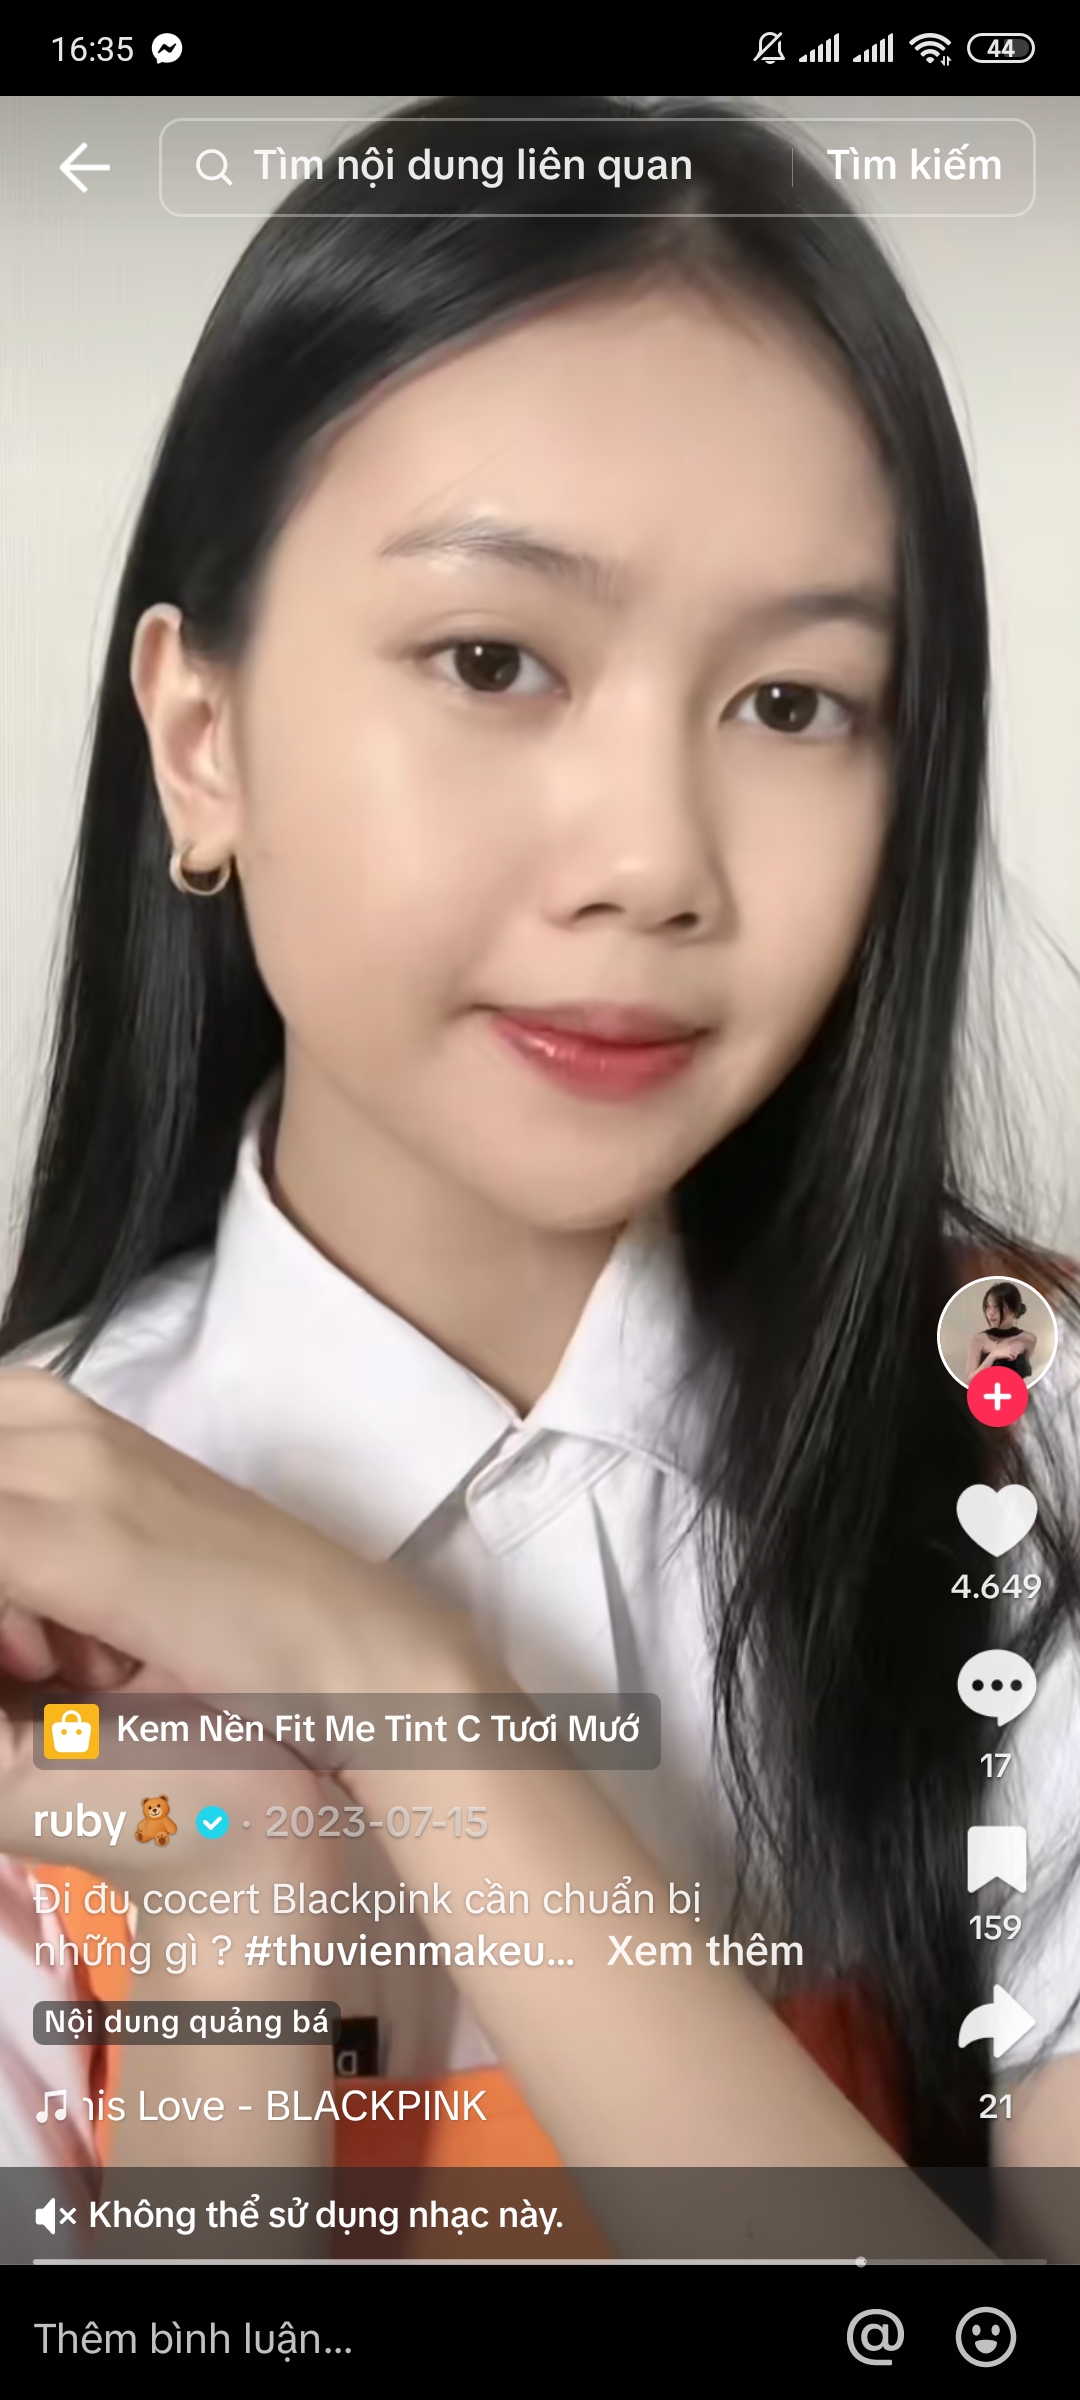 16:35
44
Tìm nội dung liên quan
Tìm kiếm
4.649
17
Kem Nền Fit Me Tint C Tươi Mướ
ruby🧸 · 2023-07-15
Đi đu cocert Blackpink cần chuẩn bị
những gì ? #thuvienmakeu... Xem thêm
159
Nội dung quảng bá
his Love - BLACKPINK
21
Không thể sử dụng nhạc này.
Thêm bình luận...
@